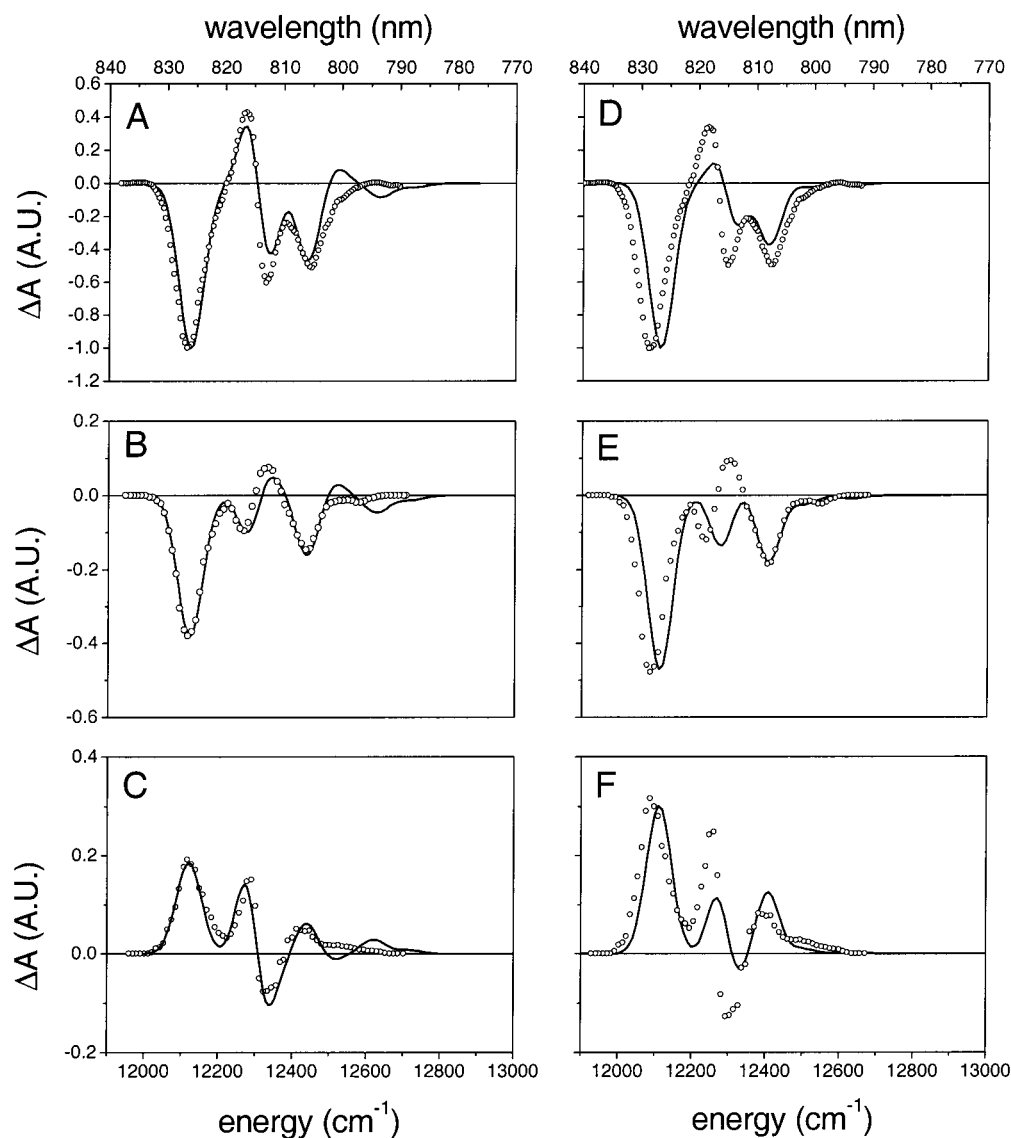 wavelength (nm) wavelength (nm)
840 830 820 810 800 790 780 770 840 830 820 810 800 790 780 770
0.6
0.4
0.2
0.0
-0.2
-0.4
-0.6
-0.8
-1.0
-1.2
ΔA (A.U.)
A
D
ΔA (A.U.)
0.2
0.0
-0.2
-0.4
-0.6
ΔA (A.U.)
B
E
ΔA (A.U.)
0.4
0.2
0.0
-0.2
ΔA (A.U.)
C
F
ΔA (A.U.)
12000 12200 12400 12600 12800 13000 12000 12200 12400 12600 12800 13000
energy (cm-1) energy (cm-1)